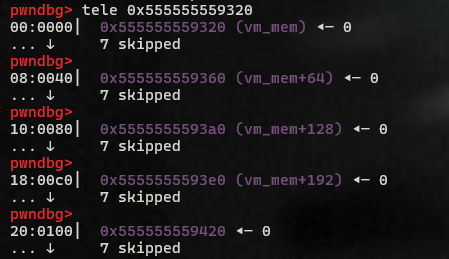 pwndbg> tele 0x555555559320
00:0000│  0x555555559320 (vm_mem) ◂— 0
... ↓     7 skipped
pwndbg>
08:0040│  0x555555559360 (vm_mem+64) ◂— 0
... ↓     7 skipped
pwndbg>
10:0080│  0x5555555593a0 (vm_mem+128) ◂— 0
... ↓     7 skipped
pwndbg>
18:00c0│  0x5555555593e0 (vm_mem+192) ◂— 0
... ↓     7 skipped
pwndbg>
20:0100│  0x555555559420 ◂— 0
... ↓     7 skipped